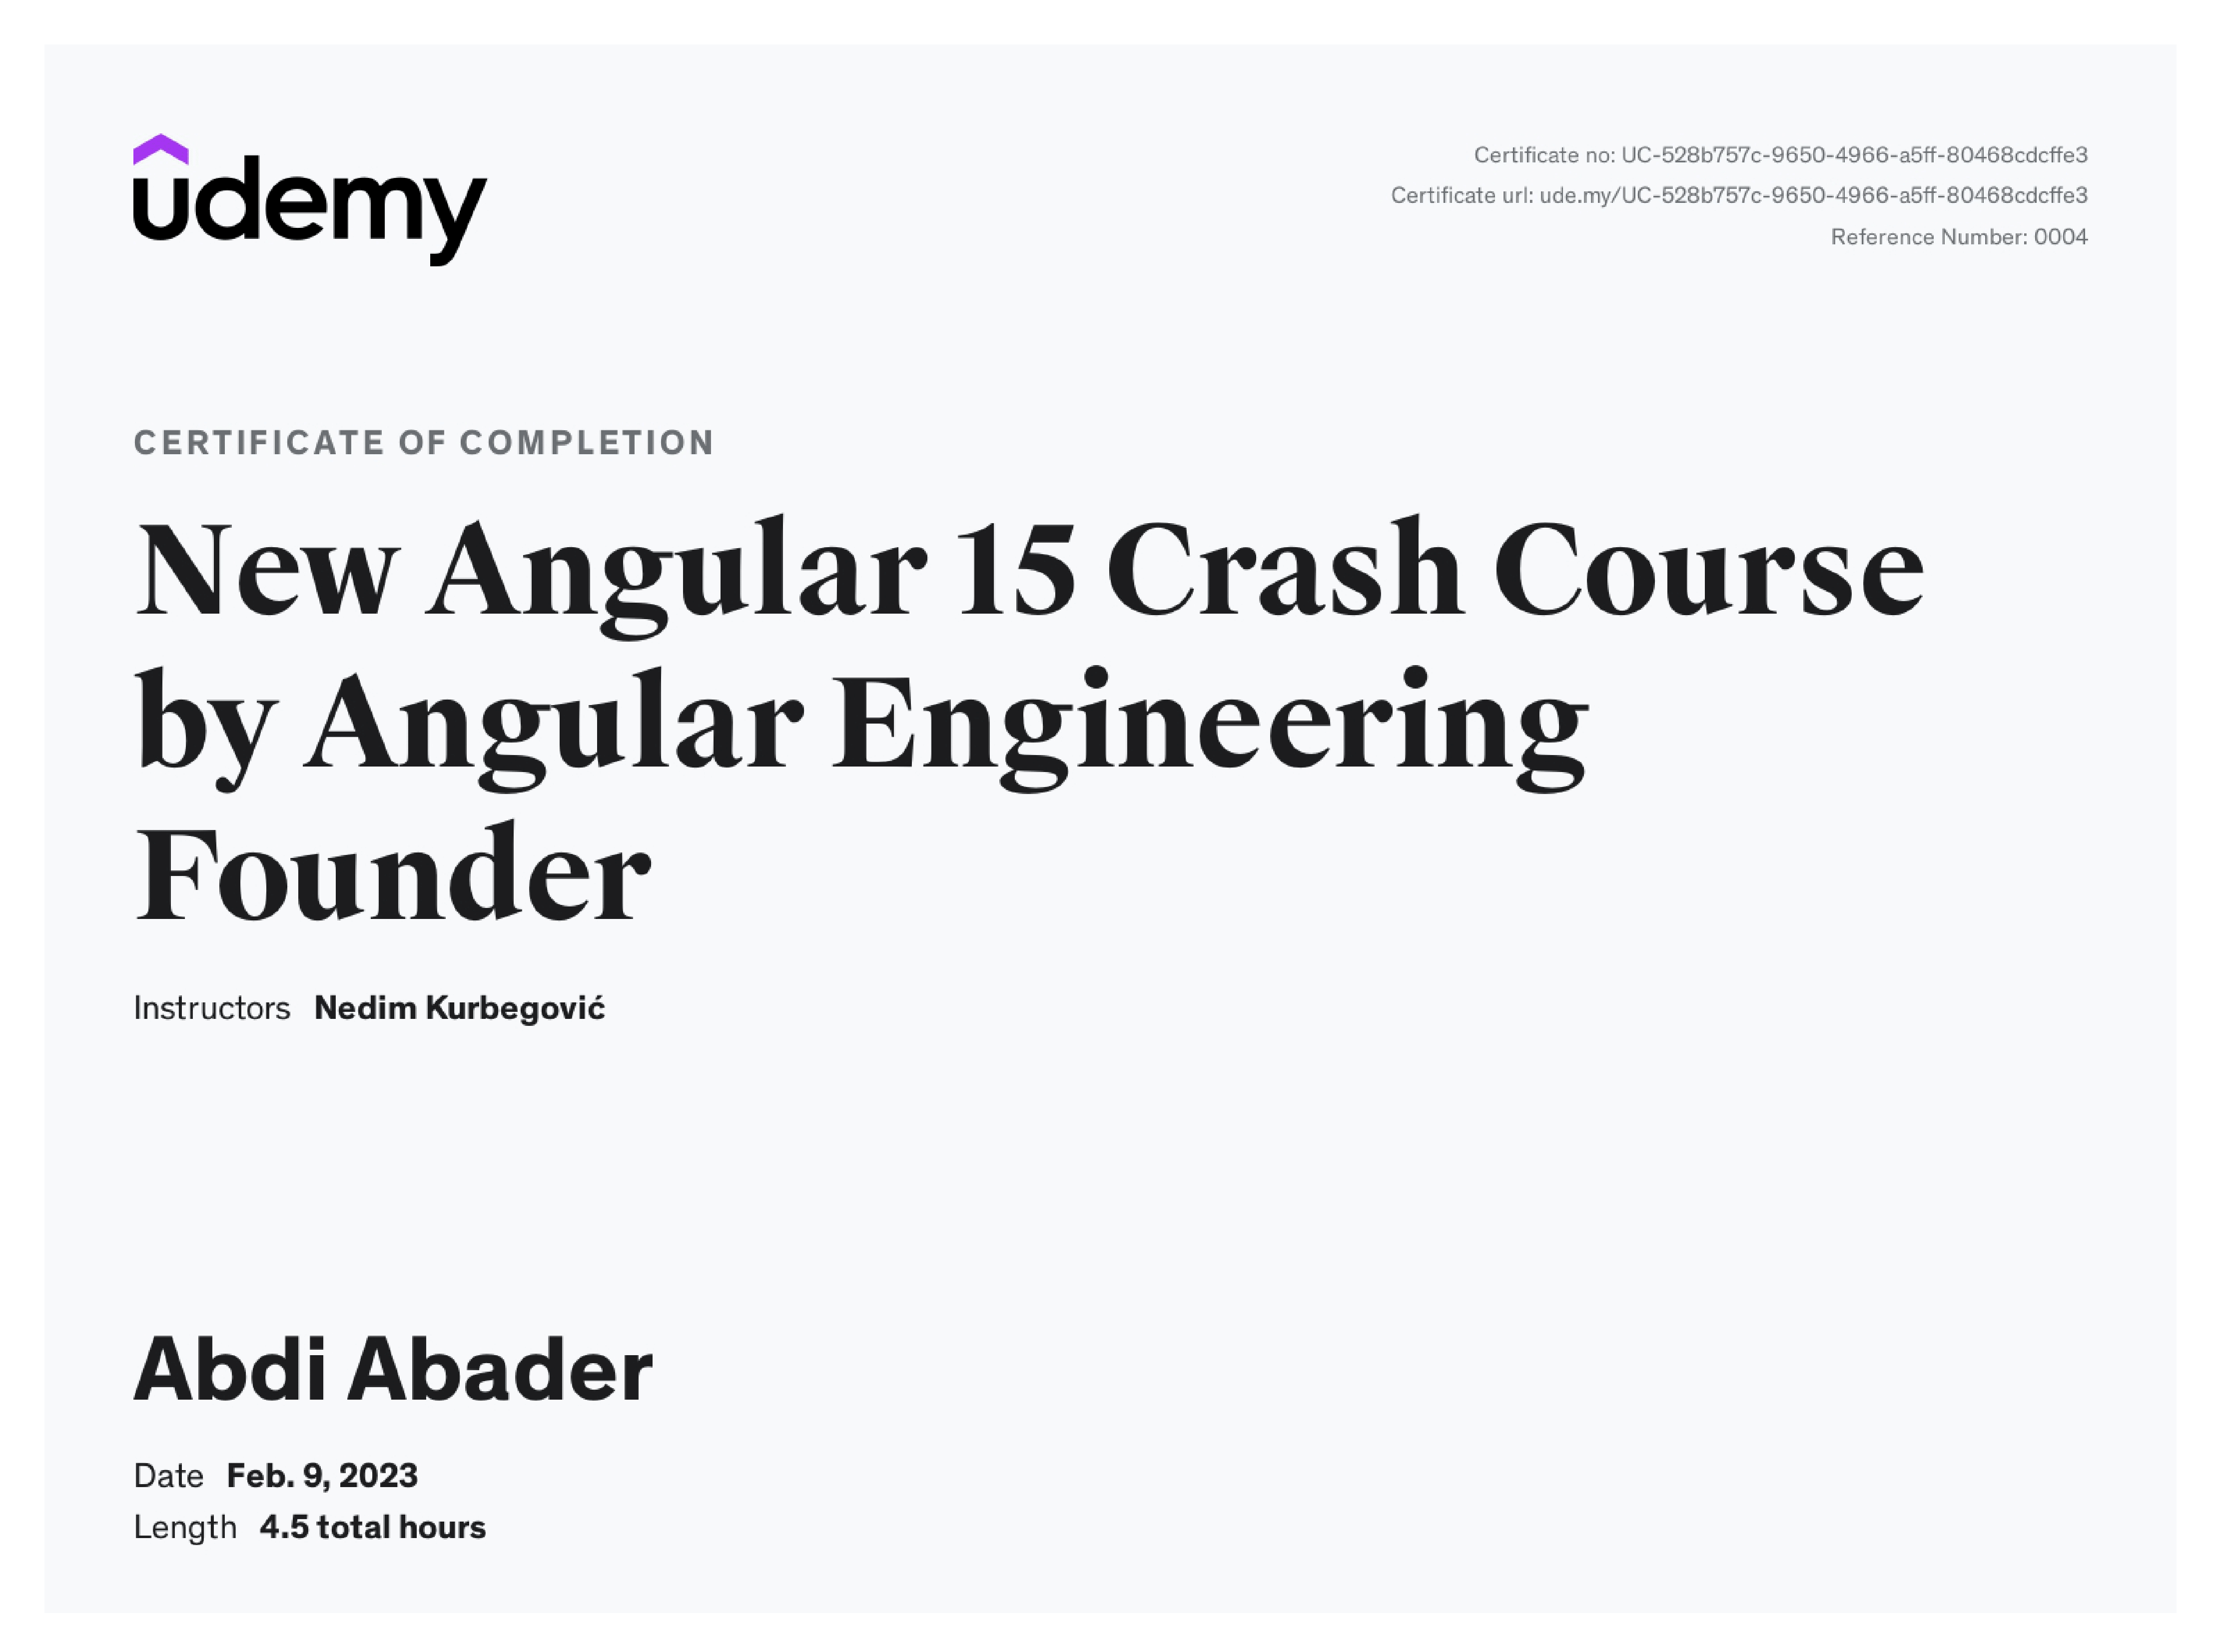 udemy
Certificate no: UC-528b757c-9650-4966-a5ff-80468cdcffe3
Certificate url: ude.my/UC-528b757c-9650-4966-a5ff-80468cdcffe3
Reference Number: 0004
CERTIFICATE OF COMPLETION
New Angular 15 Crash Course
by Angular Engineering
Founder
Instructors Nedim Kurbegović
Abdi Abader
Date Feb. 9, 2023
Length 4.5 total hours